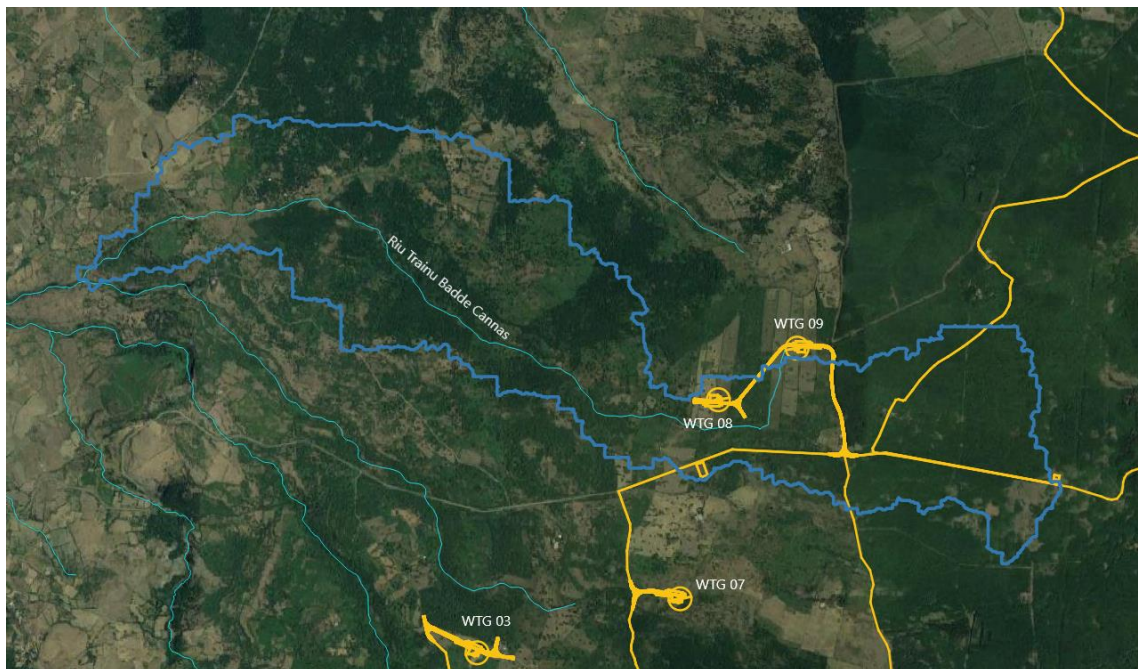 Riu Trainu Badde Cannas
WTG 09
WTG 08
WTG 07
WTG 03